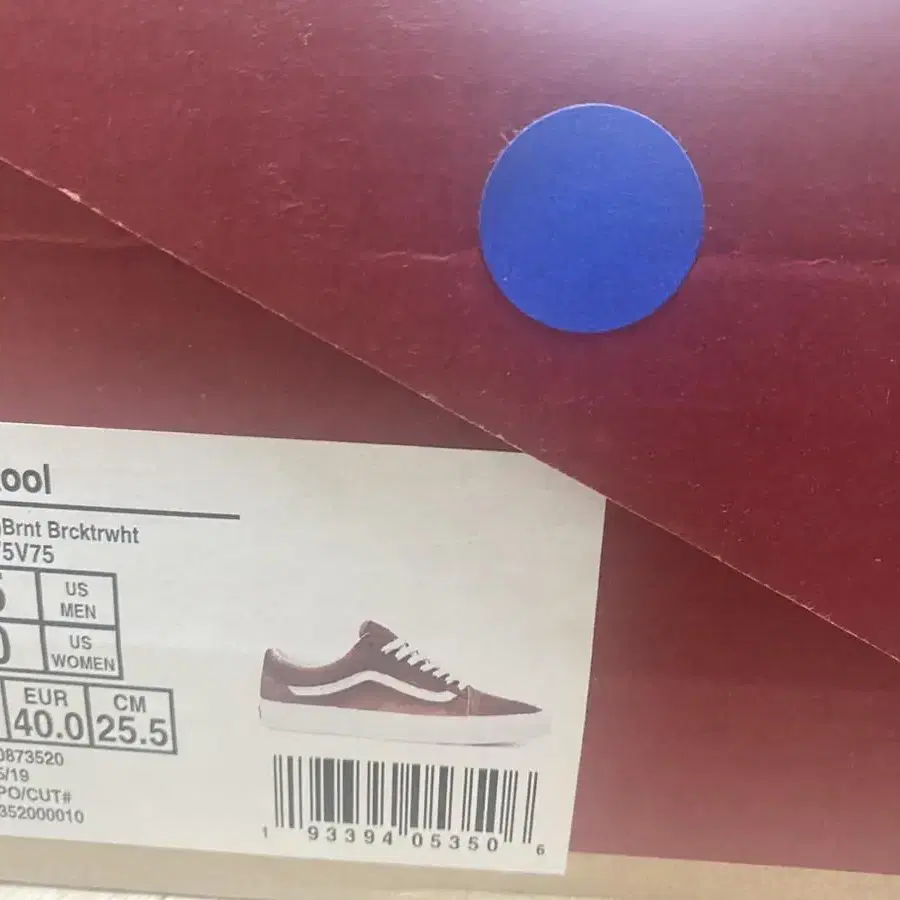 ool
Brnt Brcktrwht
5V75
US
MEN
US
WOMEN
EUR
40.0
CM
25.5
0873520
5/19
PO/CUT#
352000010
1 93394 05350 6